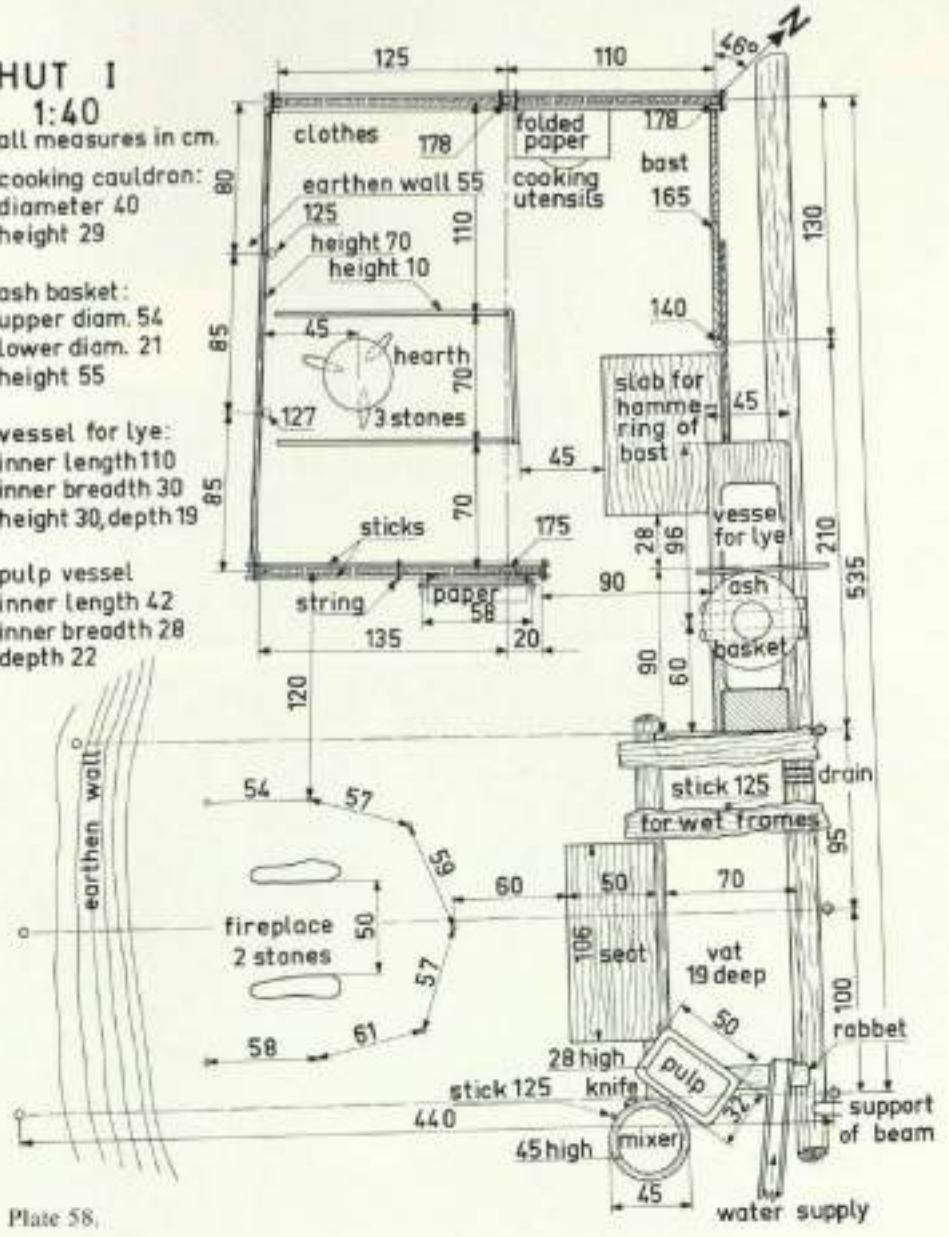 HUT I
1:40
all measures in cm.
cooking cauldron:
diameter 40
height 29
ash basket:
upper diam. 54
lower diam. 21
height 55
vessel for lye:
inner length 110
inner breadth 30
height 30, depth 19
pulp vessel
inner length 42
inner breadth 28
depth 22
125
110
46°
N
80
85
85
clothes
178
folded
paper
178
cooking
utensils
bast
165
earthen wall 55
125
height 70
height 10
110
130
140
45
hearth
70
3 stones
127
slab for
hamme
ring of
bast
45
45
70
vessel
for lye
28
96
210
535
sticks
175
string
paper
58
90
ash
basket
135
20
90
60
120
earthen wall
54
57
59
60
stick 125
drain
for wet frames
95
fireplace
2 stones
50
50
106
seat
70
vat
19 deep
57
61
58
100
50
rabbet
28 high
pulp
stick 125
knife
32
support
of beam
440
mixer
45 high
45
water supply
Plate 58.